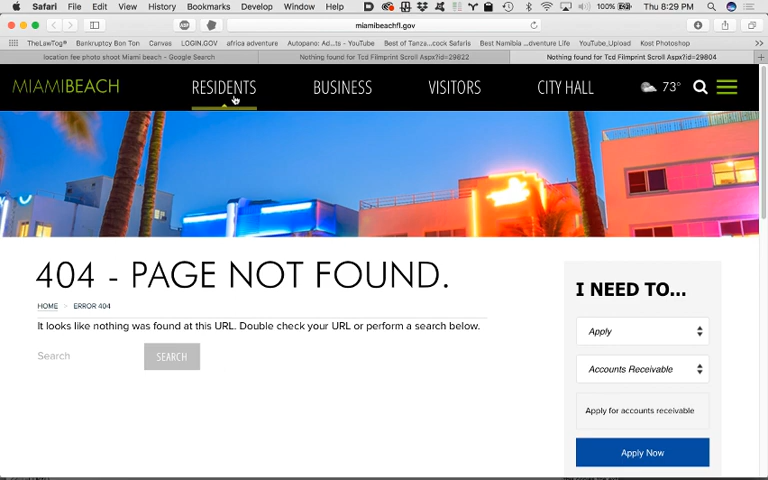 Safari File Edit View History Bookmarks Develop Window Help 100% Thu 8:29 PM
miamibeachfl.gov
TheLawTog® Bankruptcy Bon Ton Canvas LOGIN.GOV africa adventure Autopano: Ad...ts - YouTube Best of Tanza...ock Safaris Best Namibia ...dventure Life YouTube_Upload Kost Photoshop
location fee photo shoot Miami beach - Google Search Nothing found for Tcd Filmprint Scroll Aspx?id=29822 Nothing found for Tcd Filmprint Scroll Aspx?id=29804
MIAMIBEACH RESIDENTS BUSINESS VISITORS CITY HALL 73°
404 - PAGE NOT FOUND.
HOME > ERROR 404
It looks like nothing was found at this URL. Double check your URL or perform a search below.
Search SEARCH
I NEED TO...
Apply
Accounts Receivable
Apply for accounts receivable
Apply Now